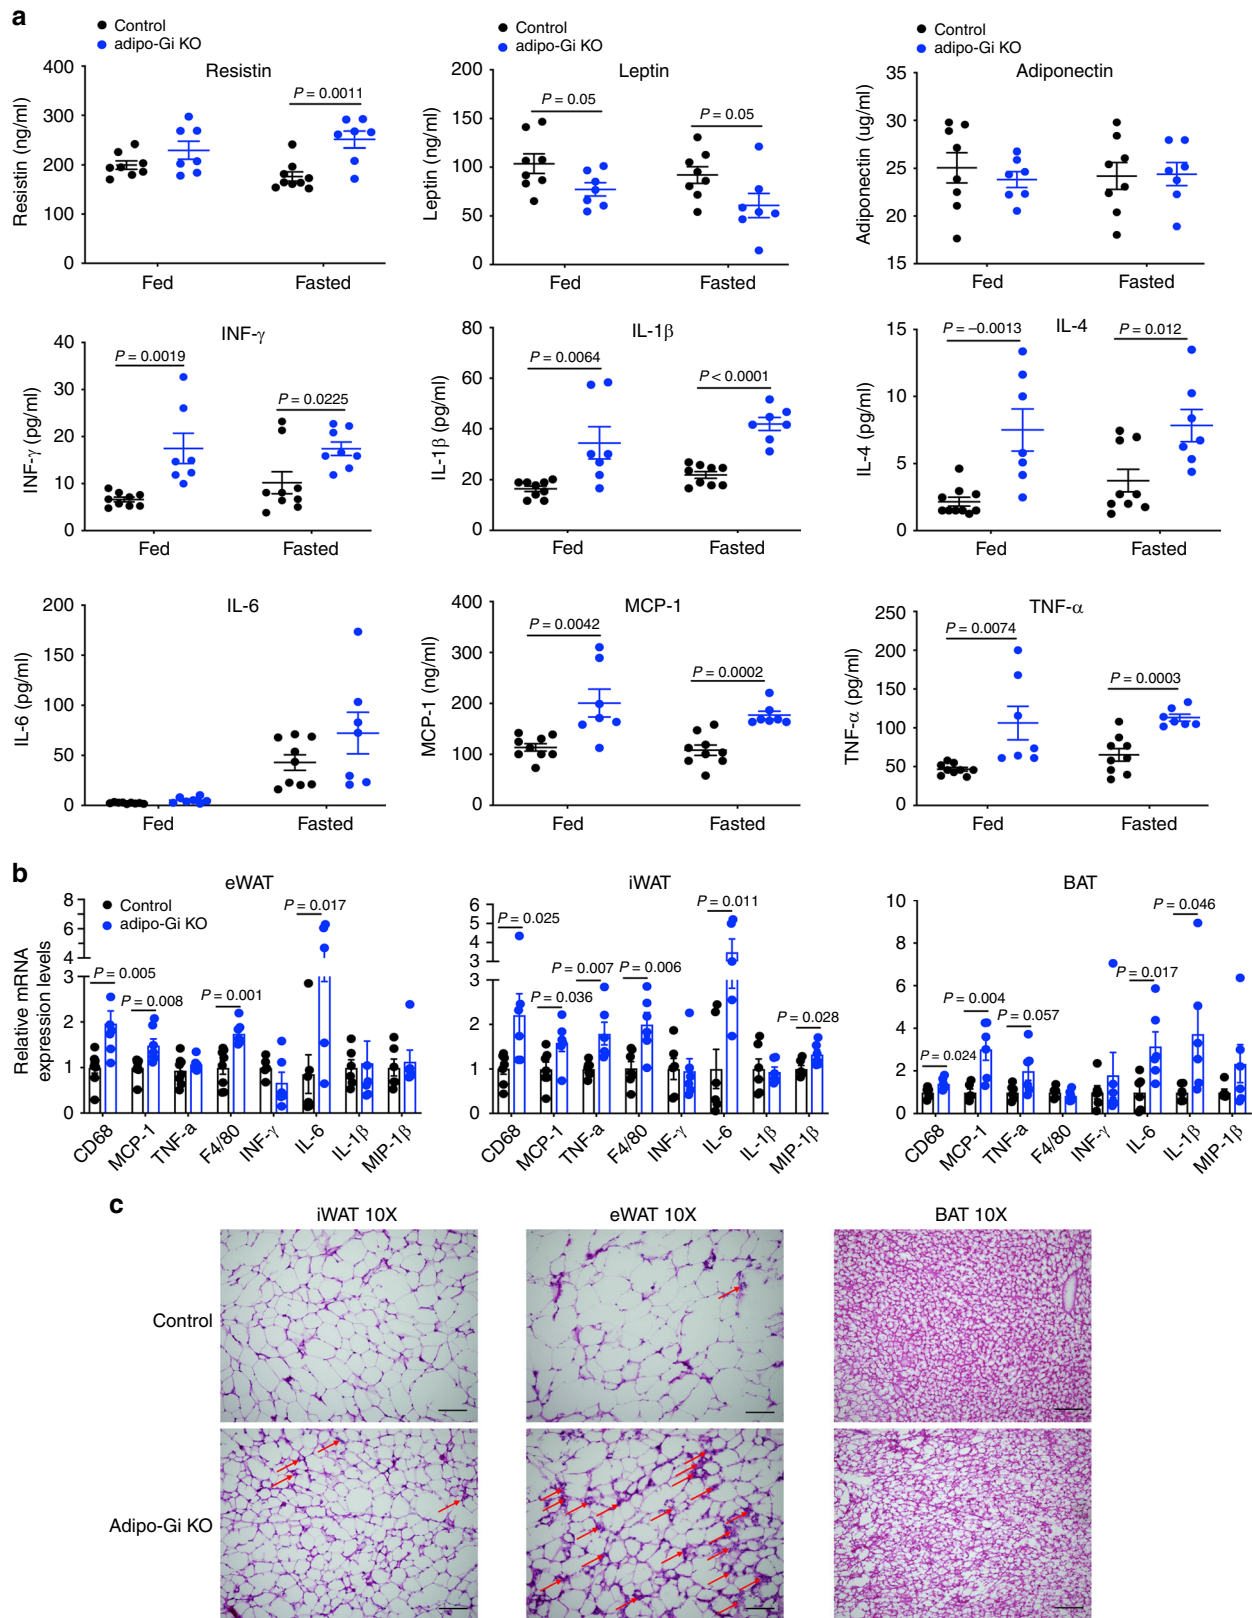 a
Control
adipo-Gi KO
Resistin
Resistin (ng/ml)
400
300
200
100
0
P = 0.0011
Fed
Fasted
Control
adipo-Gi KO
Leptin
Leptin (ng/ml)
200
150
100
50
0
P = 0.05
P = 0.05
Fed
Fasted
Control
adipo-Gi KO
Adiponectin
Adiponectin (ug/ml)
35
30
25
20
15
Fed
Fasted
INF-γ
INF-γ (pg/ml)
40
30
20
10
0
P = 0.0019
P = 0.0225
Fed
Fasted
IL-1β
IL-1β (pg/ml)
80
60
40
20
0
P = 0.0064
P < 0.0001
Fed
Fasted
IL-4
IL-4 (pg/ml)
15
10
5
0
P = –0.0013
P = 0.012
Fed
Fasted
IL-6
IL-6 (pg/ml)
200
150
100
50
0
Fed
Fasted
MCP-1
MCP-1 (ng/ml)
400
300
200
100
0
P = 0.0042
P = 0.0002
Fed
Fasted
TNF-α
TNF-α (pg/ml)
250
200
150
100
50
0
P = 0.0074
P = 0.0003
Fed
Fasted
b
eWAT
Control
adipo-Gi KO
Relative mRNA
expression levels
8
6
4
3
2
1
0
P = 0.005
P = 0.008
P = 0.001
P = 0.017
CD68
MCP-1
TNF-a
F4/80
INF-γ
IL-6
IL-1β
MIP-1β
iWAT
6
5
4
3
3
2
1
0
P = 0.025
P = 0.036
P = 0.007
P = 0.006
P = 0.011
P = 0.028
CD68
MCP-1
TNF-a
F4/80
INF-γ
IL-6
IL-1β
MIP-1β
BAT
10
8
6
4
2
0
P = 0.024
P = 0.004
P = 0.057
P = 0.017
P = 0.046
CD68
MCP-1
TNF-a
F4/80
INF-γ
IL-6
IL-1β
MIP-1β
c
iWAT 10X
eWAT 10X
BAT 10X
Control
Adipo-Gi KO